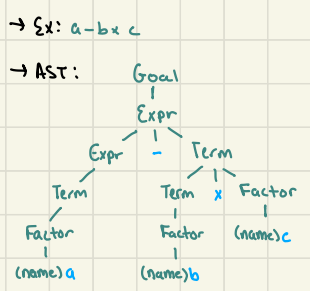 → Ex: a - b x c
→ AST:
Goal
Expr
Expr - Term
Term Term x Factor
Factor Factor (name) c
(name) a (name) b